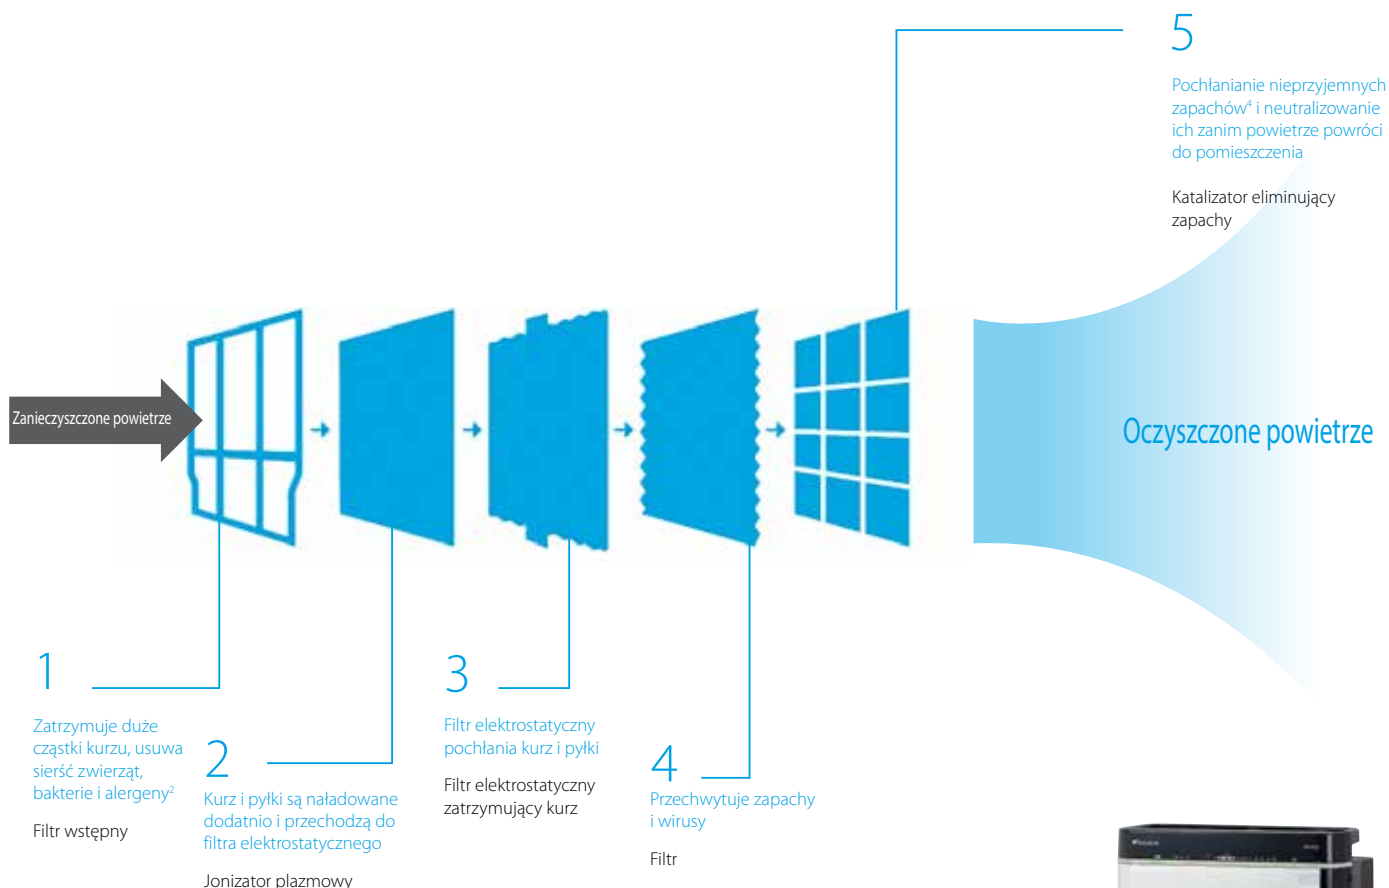 5
Pochłanianie nieprzyjemnych
zapachów⁴ i neutralizowanie
ich zanim powietrze powróci
do pomieszczenia
Katalizator eliminujący
zapachy
Zanieczyszczone powietrze
Oczyszczone powietrze
1
Zatrzymuje duże
cząstki kurzu, usuwa
sierść zwierząt,
bakterie i alergeny²
Filtr wstępny
2
Kurz i pyłki są naładowane
dodatnio i przechodzą do
filtra elektrostatycznego
Jonizator plazmowy
3
Filtr elektrostatyczny
pochłania kurz i pyłki
Filtr elektrostatyczny
zatrzymujący kurz
4
Przechwytuje zapachy
i wirusy
Filtr